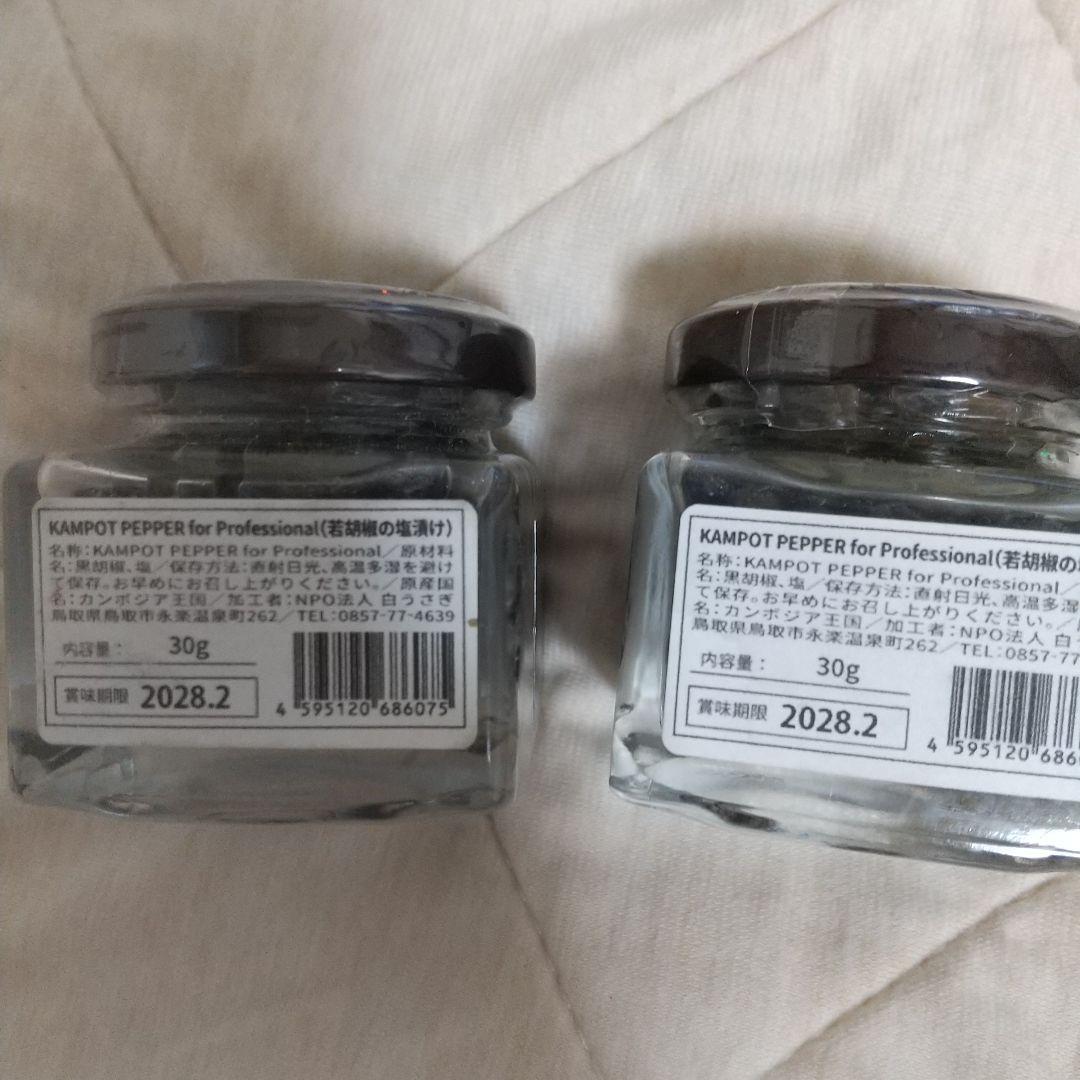 KAMPOT PEPPER for Professional(若胡椒の塩漬け)
名称:KAMPOT PEPPER for Professional/原材料
名:黒胡椒、塩/保存方法:直射日光、高温多湿を避け
て保存。お早めにお召し上がりください。/原産国
名:カンボジア王国/加工者:NPO法人 白うさぎ
鳥取県鳥取市永楽温泉町262/TEL:0857-77-4639
内容量: 30g
賞味期限 2028.2
4 595120 686075
KAMPOT PEPPER for Professional(若胡椒の
名称:KAMPOT PEPPER for Professional/
名:黒胡椒、塩/保存方法:直射日光、高温多湿
て保存。お早めにお召し上がりください。/
名:カンボジア王国/加工者:NPO法人 白う
鳥取県鳥取市永楽温泉町262/TEL:0857-77
内容量: 30g
賞味期限 2028.2
4 595120 686